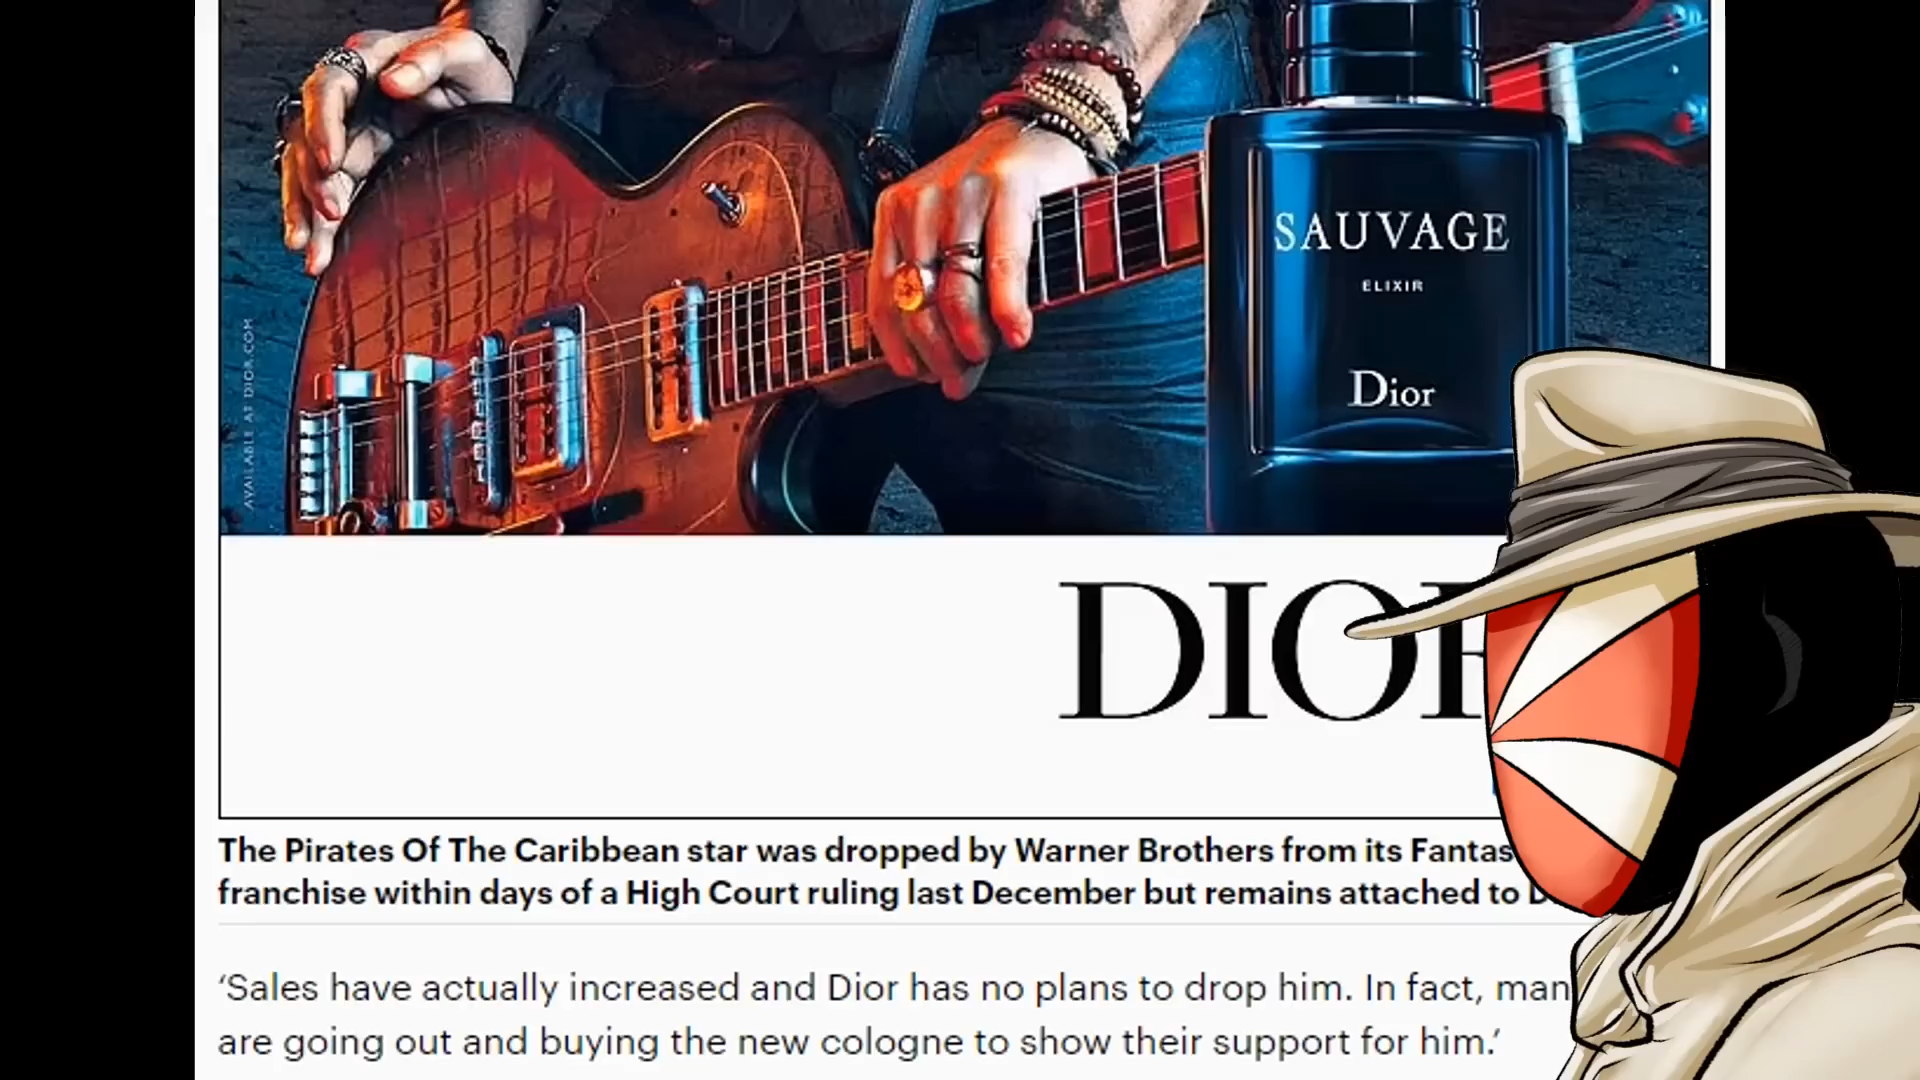 SAUVAGE
ELIXIR
Dior
AVAILABLE AT DIOR.COM
DIOR
The Pirates Of The Caribbean star was dropped by Warner Brothers from its
franchise within days of a High Court ruling last December but remains attached to
‘Sales have actually increased and Dior has no plans to drop him. In fact,
are going out and buying the new cologne to show their support for him.’